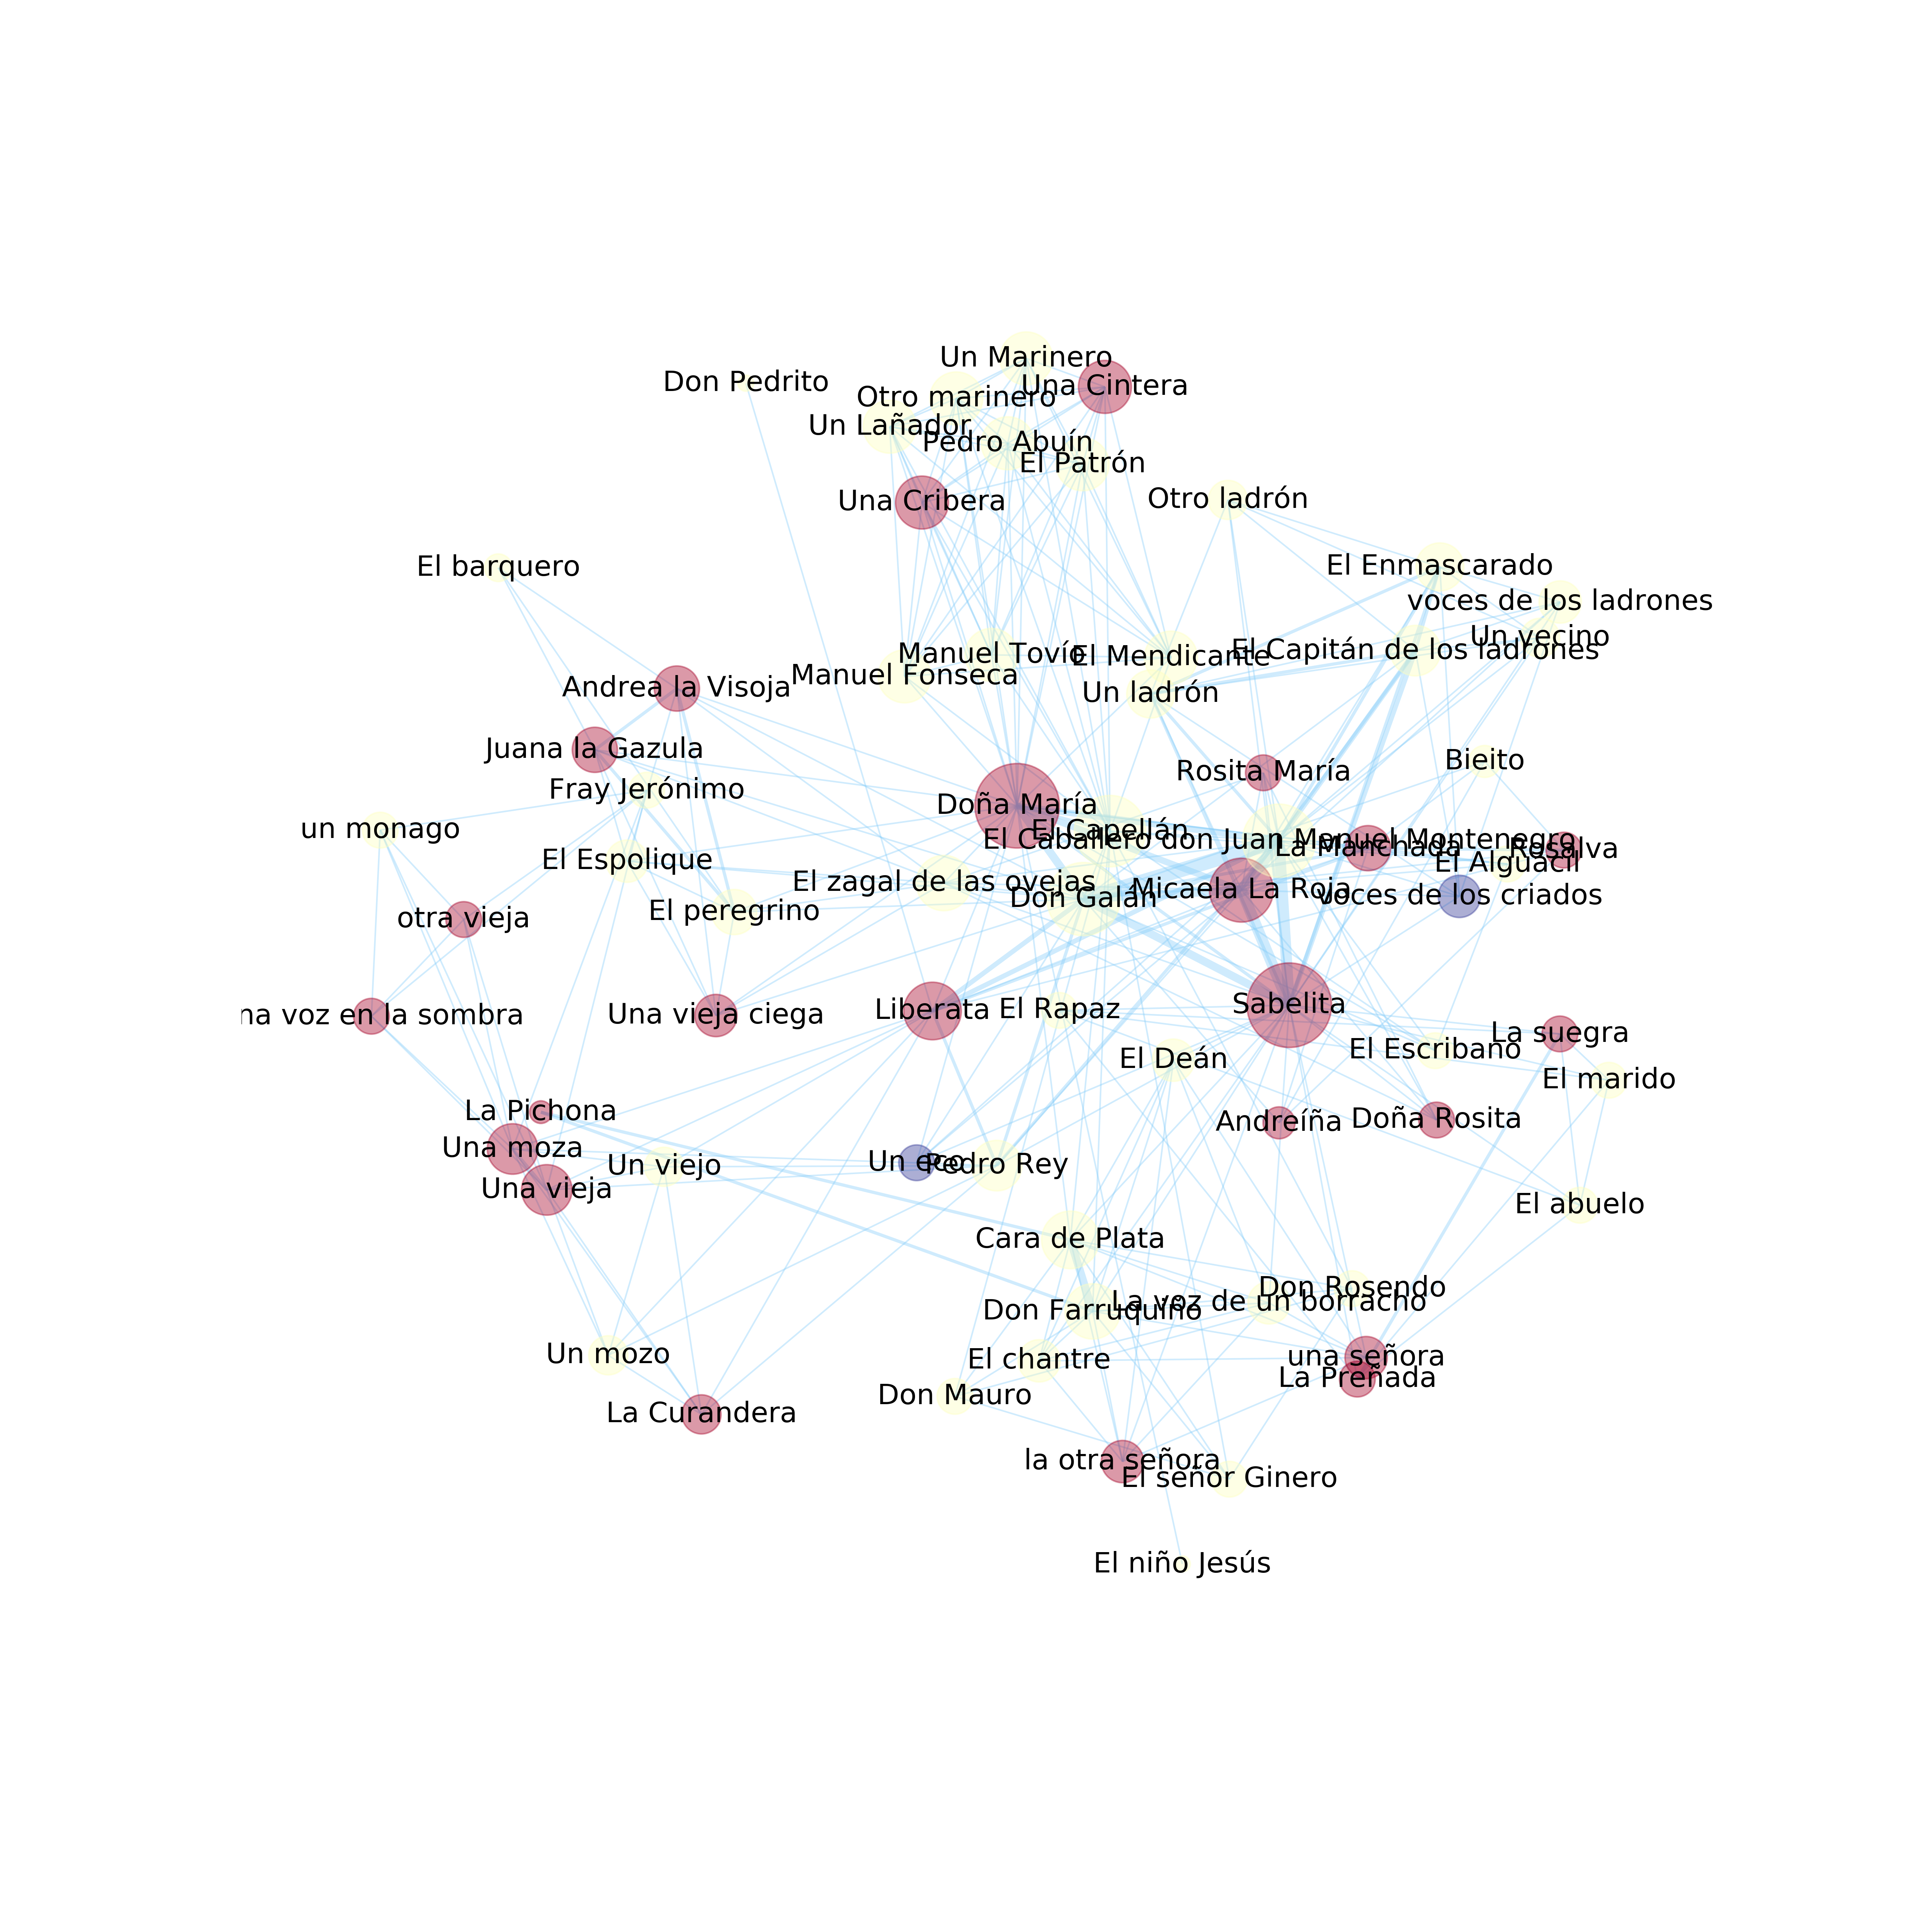 Un Marinero
Don Pedrito
Una Cintera
Otro marinero
Un Lañador
Pedro Abuín
El Patrón
Una Cribera
Otro ladrón
El barquero
El Enmascarado
voces de los ladrones
Un vecino
El Capitán de los ladrones
Manuel Tovío
El Mendicante
Manuel Fonseca
Andrea la Visoja
Un ladrón
Juana la Gazula
Bieito
Rosita María
Fray Jerónimo
Doña María
un monago
El Capellán
El Caballero don Juan Manuel Montenegro
La Manchada
Rosalva
El Espolique
El Alguacil
El zagal de las ovejas
Micaela La Roja
voces de los criados
Don Galán
El peregrino
otra vieja
Sabelita
Liberata
El Rapaz
na voz en la sombra
Una vieja ciega
La suegra
El Escribano
El Deán
El marido
La Pichona
Andreíña
Doña Rosita
Una moza
Un eco
Pedro Rey
Un viejo
Una vieja
El abuelo
Cara de Plata
Don Rosendo
La voz de un borracho
Don Farruquiño
Un mozo
una señora
El chantre
La Preñada
Don Mauro
La Curandera
la otra señora
El señor Ginero
El niño Jesús